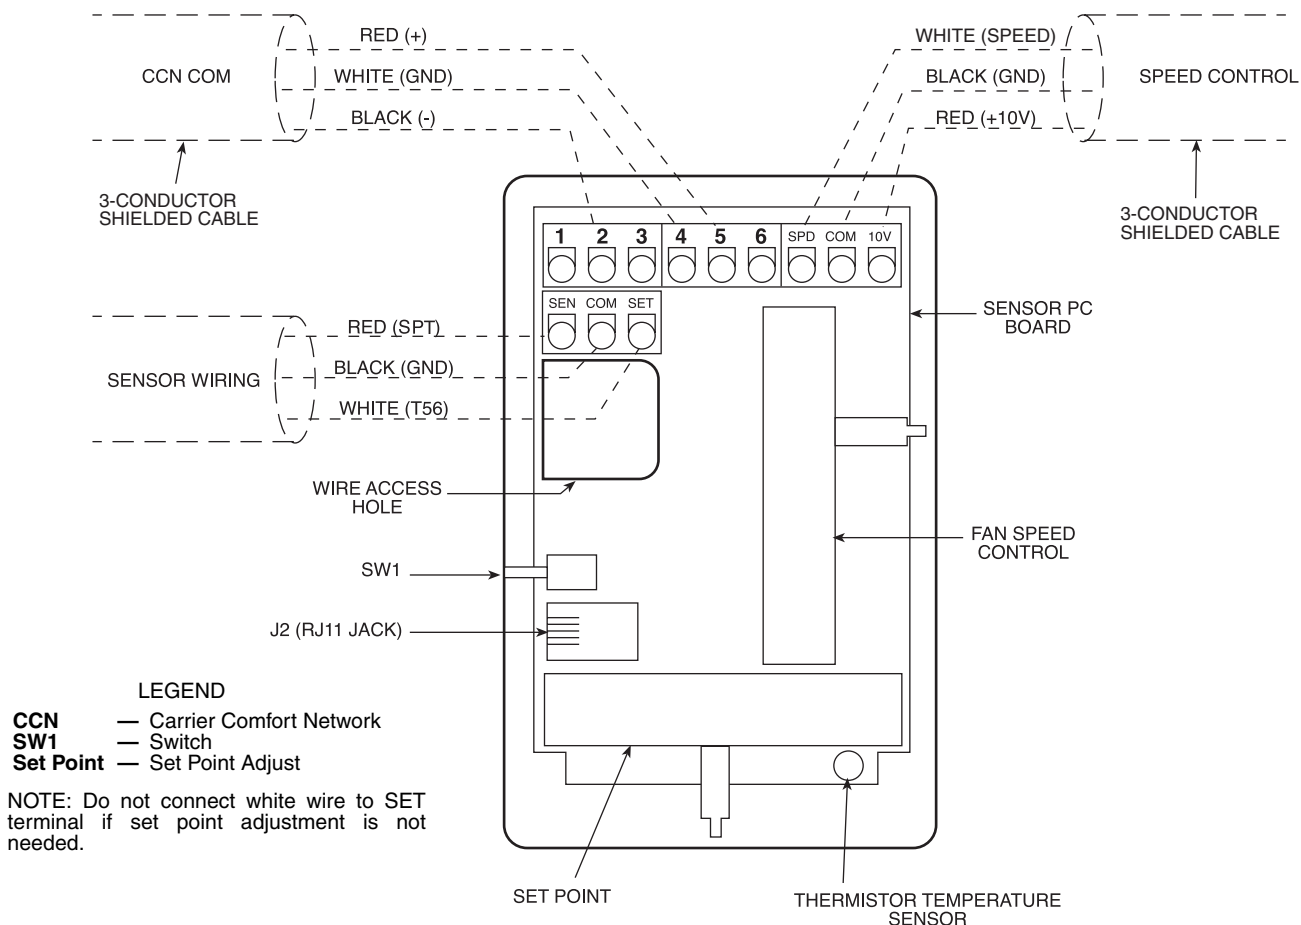 RED (+)
WHITE (GND)
BLACK (-)
CCN COM
3-CONDUCTOR
SHIELDED CABLE
WHITE (SPEED)
BLACK (GND)
RED (+10V)
SPEED CONTROL
3-CONDUCTOR
SHIELDED CABLE
1 2 3 4 5 6 SPD COM 10V
SEN COM SET
SENSOR PC
BOARD
RED (SPT)
BLACK (GND)
WHITE (T56)
SENSOR WIRING
WIRE ACCESS
HOLE
FAN SPEED
CONTROL
SW1
J2 (RJ11 JACK)
LEGEND
CCN — Carrier Comfort Network
SW1 — Switch
Set Point — Set Point Adjust
NOTE: Do not connect white wire to SET
terminal if set point adjustment is not
needed.
SET POINT
THERMISTOR TEMPERATURE
SENSOR